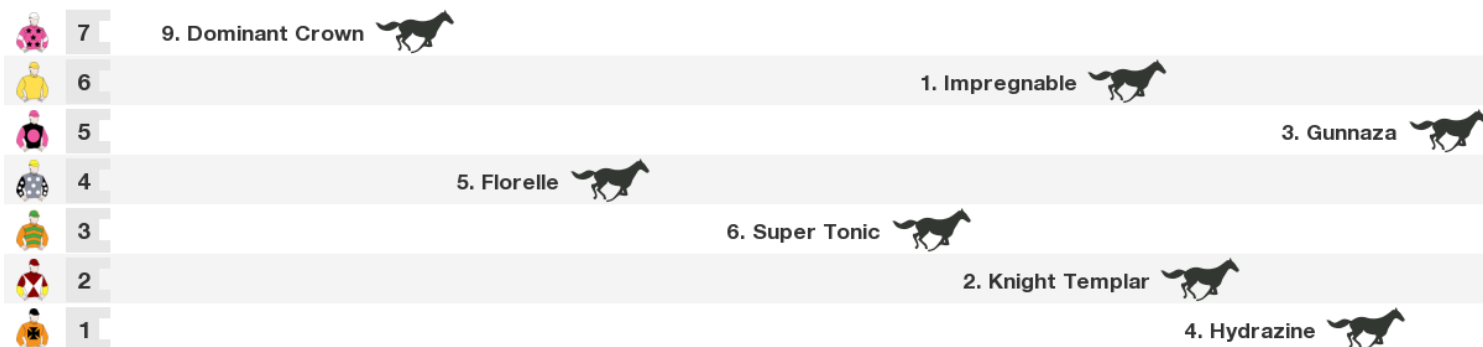 7 9. Dominant Crown
6 1. Impregnable
5 3. Gunnaza
4 5. Florelle
3 6. Super Tonic
2 2. Knight Templar
1 4. Hydrazine